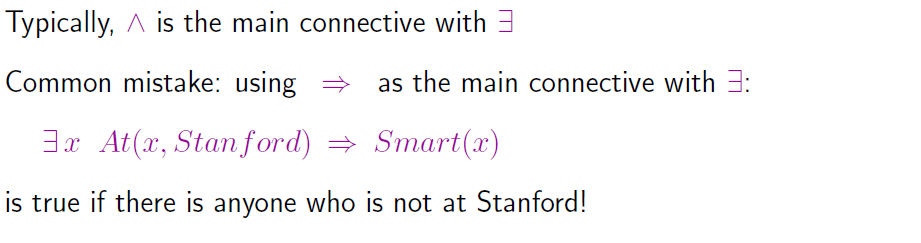 Typically, ∧ is the main connective with ∃
Common mistake: using ⇒ as the main connective with ∃:
∃ x At(x, Stanford) ⇒ Smart(x)
is true if there is anyone who is not at Stanford!